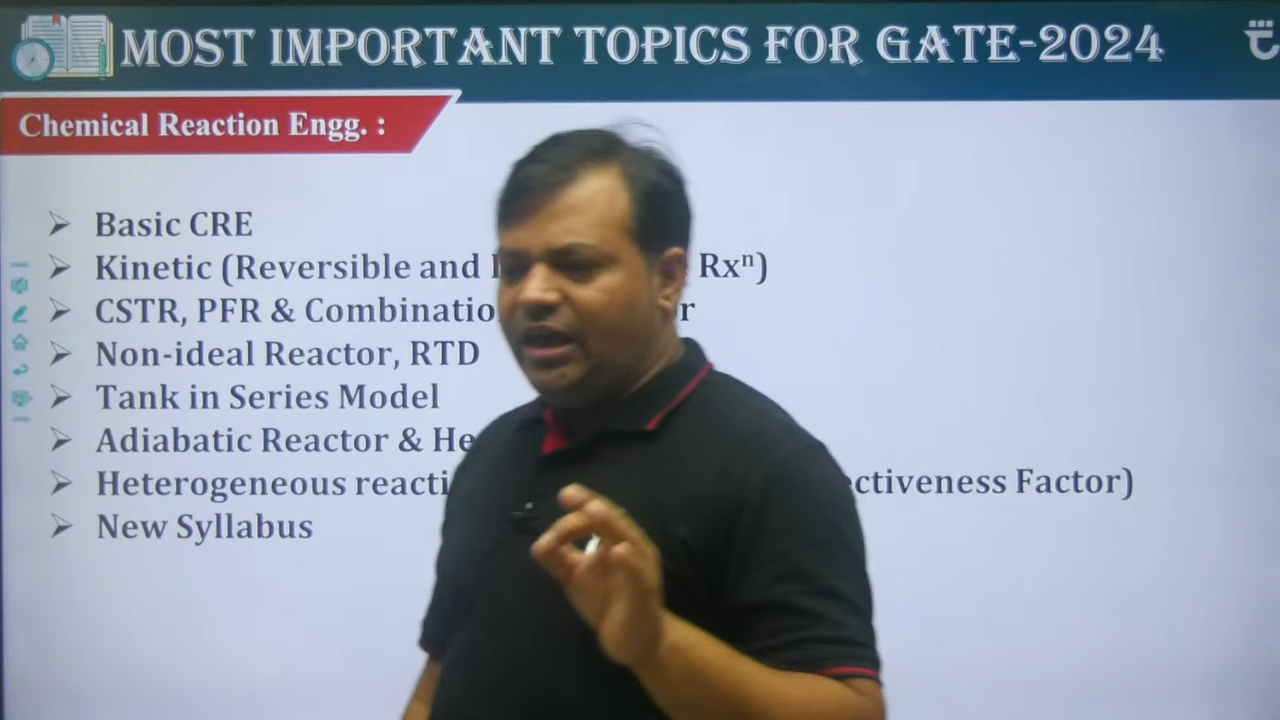 MOST IMPORTANT TOPICS FOR GATE-2024
Chemical Reaction Engg. :
Basic CRE
Kinetic (Reversible and Rxⁿ)
CSTR, PFR & Combinatio r
Non-ideal Reactor, RTD
Tank in Series Model
Adiabatic Reactor & He
Heterogeneous reacti ctiveness Factor)
New Syllabus